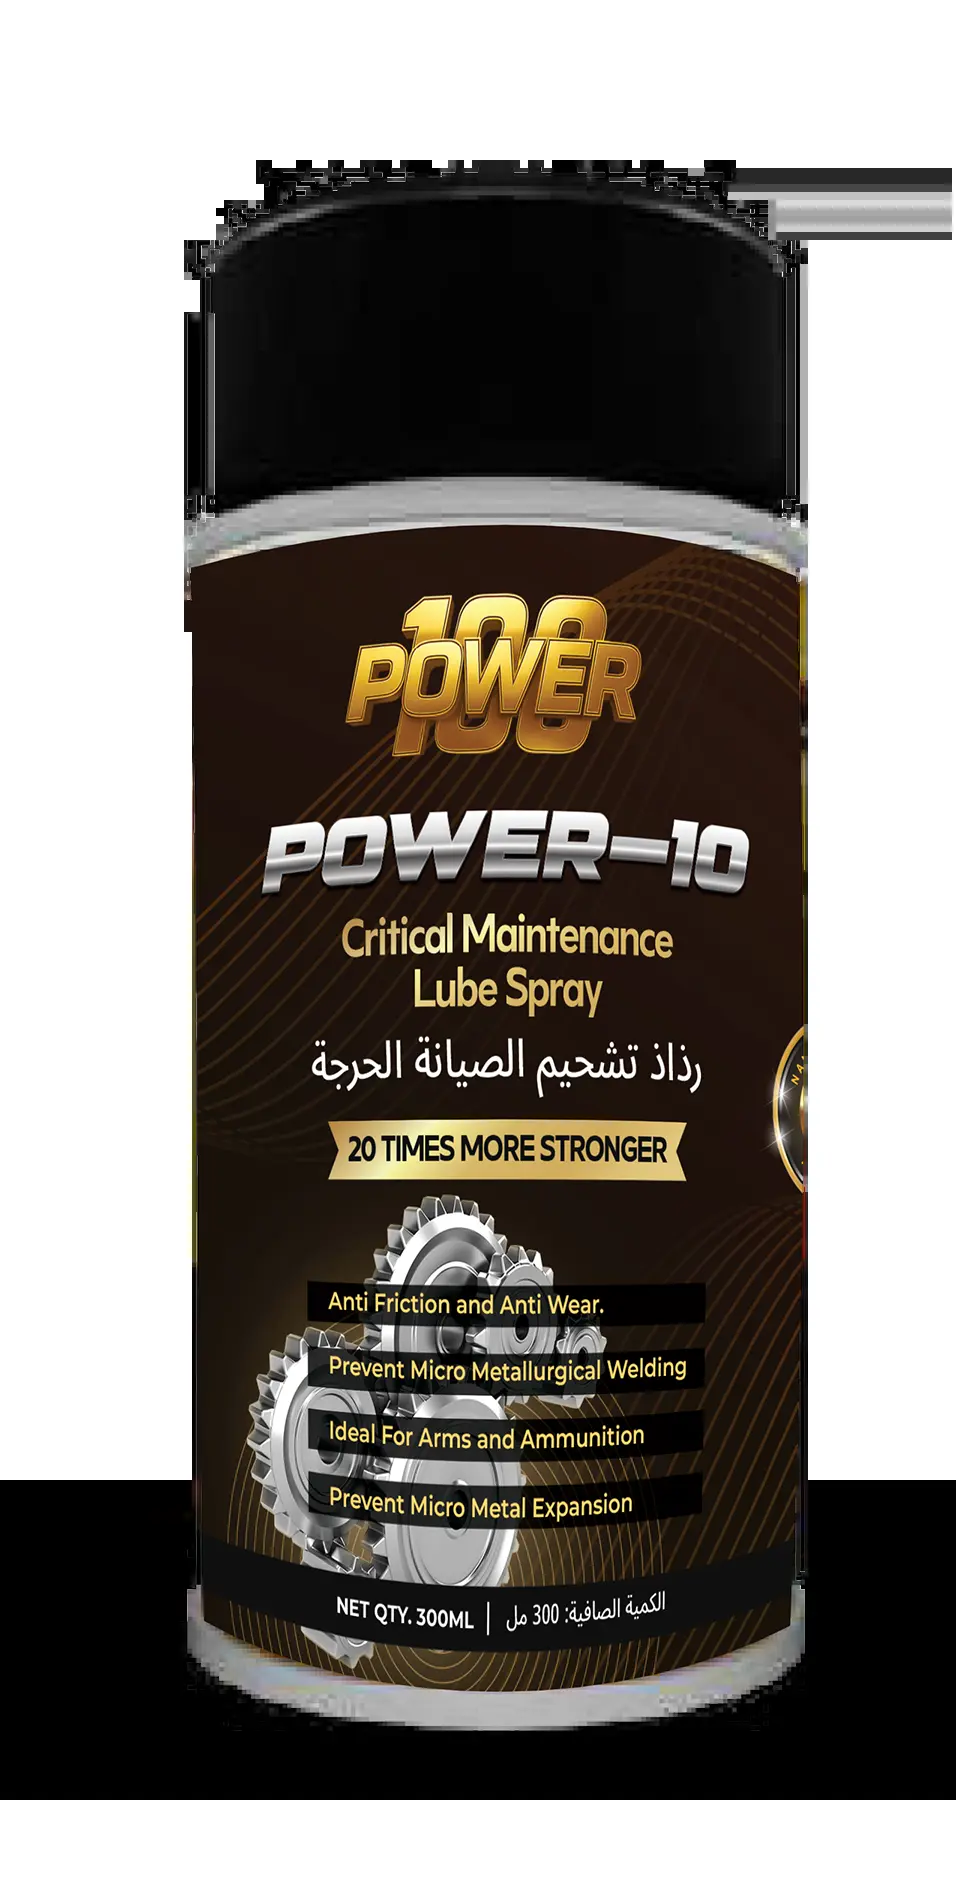 100
POWER
POWER-10
Critical Maintenance
Lube Spray
رذاذ تشحيم الصيانة الحرجة
20 TIMES MORE STRONGER
Anti Friction and Anti Wear.
Prevent Micro Metallurgical Welding
Ideal For Arms and Ammunition
Prevent Micro Metal Expansion
NET QTY. 300ML | الكمية الصافية: 300 مل